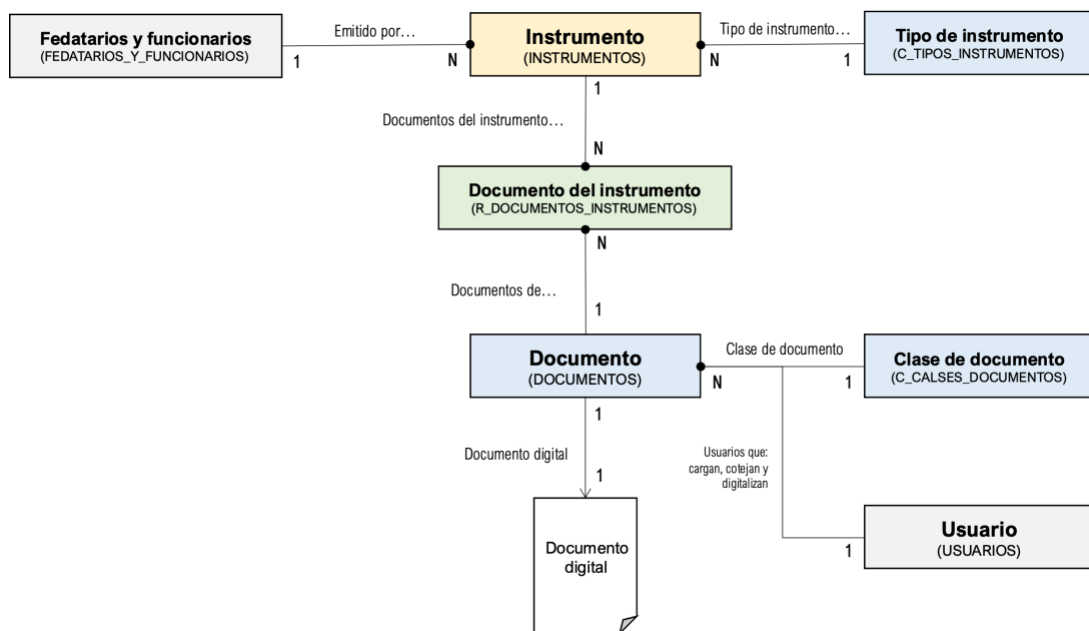 Fedatarios y funcionarios
(FEDATARIOS_Y_FUNCIONARIOS)
1
Emitido por...
N
Instrumento
(INSTRUMENTOS)
N
Tipo de instrumento...
1
Tipo de instrumento
(C_TIPOS_INSTRUMENTOS)
1
Documentos del instrumento...
N
Documento del instrumento
(R_DOCUMENTOS_INSTRUMENTOS)
N
Documentos de...
1
Documento
(DOCUMENTOS)
N
Clase de documento
1
Clase de documento
(C_CALSES_DOCUMENTOS)
1
Documento digital
1
Usuarios que:
cargan, cotejan y
digitalizan
1
Usuario
(USUARIOS)
Documento
digital